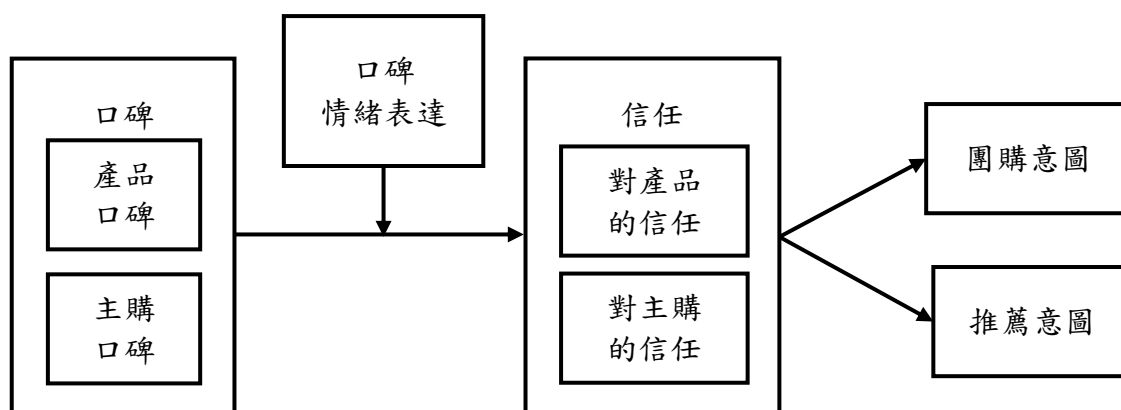 口碑
產品
口碑
主購
口碑
口碑
情緒表達
信任
對產品
的信任
對主購
的信任
團購意圖
推薦意圖